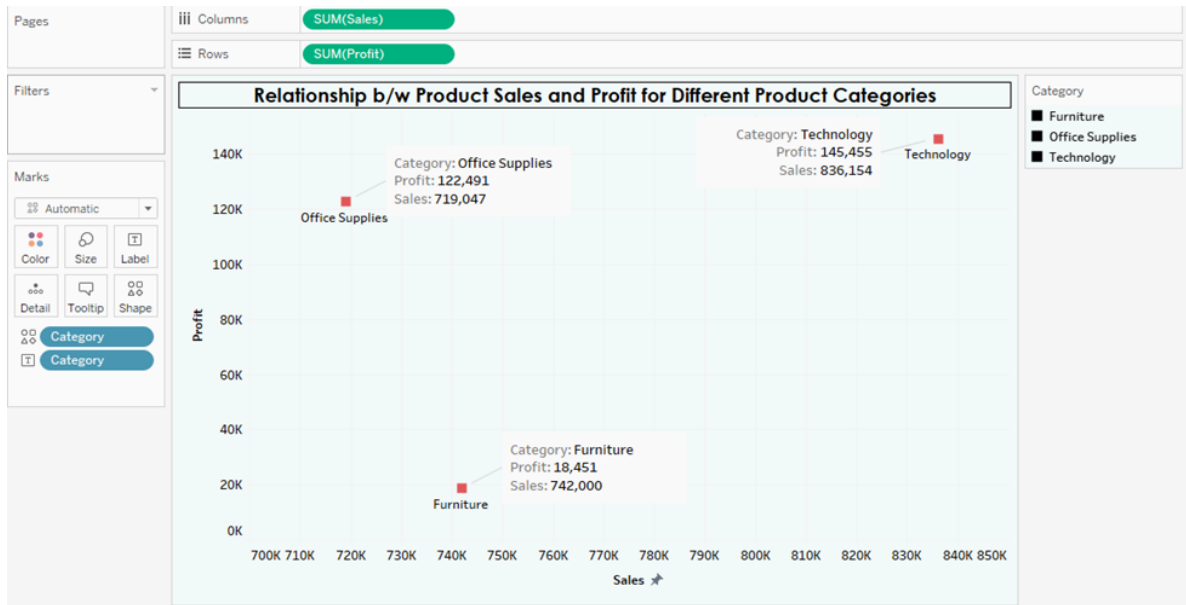 Pages
Columns
SUM(Sales)
Rows
SUM(Profit)
Filters
Marks
Automatic
Color
Size
T
Label
Detail
Tooltip
Shape
Category
T
Category
Relationship b/w Product Sales and Profit for Different Product Categories
Category: Technology
Profit: 145,455
Sales: 836,154
Technology
Category: Office Supplies
Profit: 122,491
Sales: 719,047
Office Supplies
Category: Furniture
Profit: 18,451
Sales: 742,000
Furniture
Profit
140K
120K
100K
80K
60K
40K
20K
0K
700K 710K 720K 730K 740K 750K 760K 770K 780K 790K 800K 810K 820K 830K 840K 850K
Sales
Category
Furniture
Office Supplies
Technology